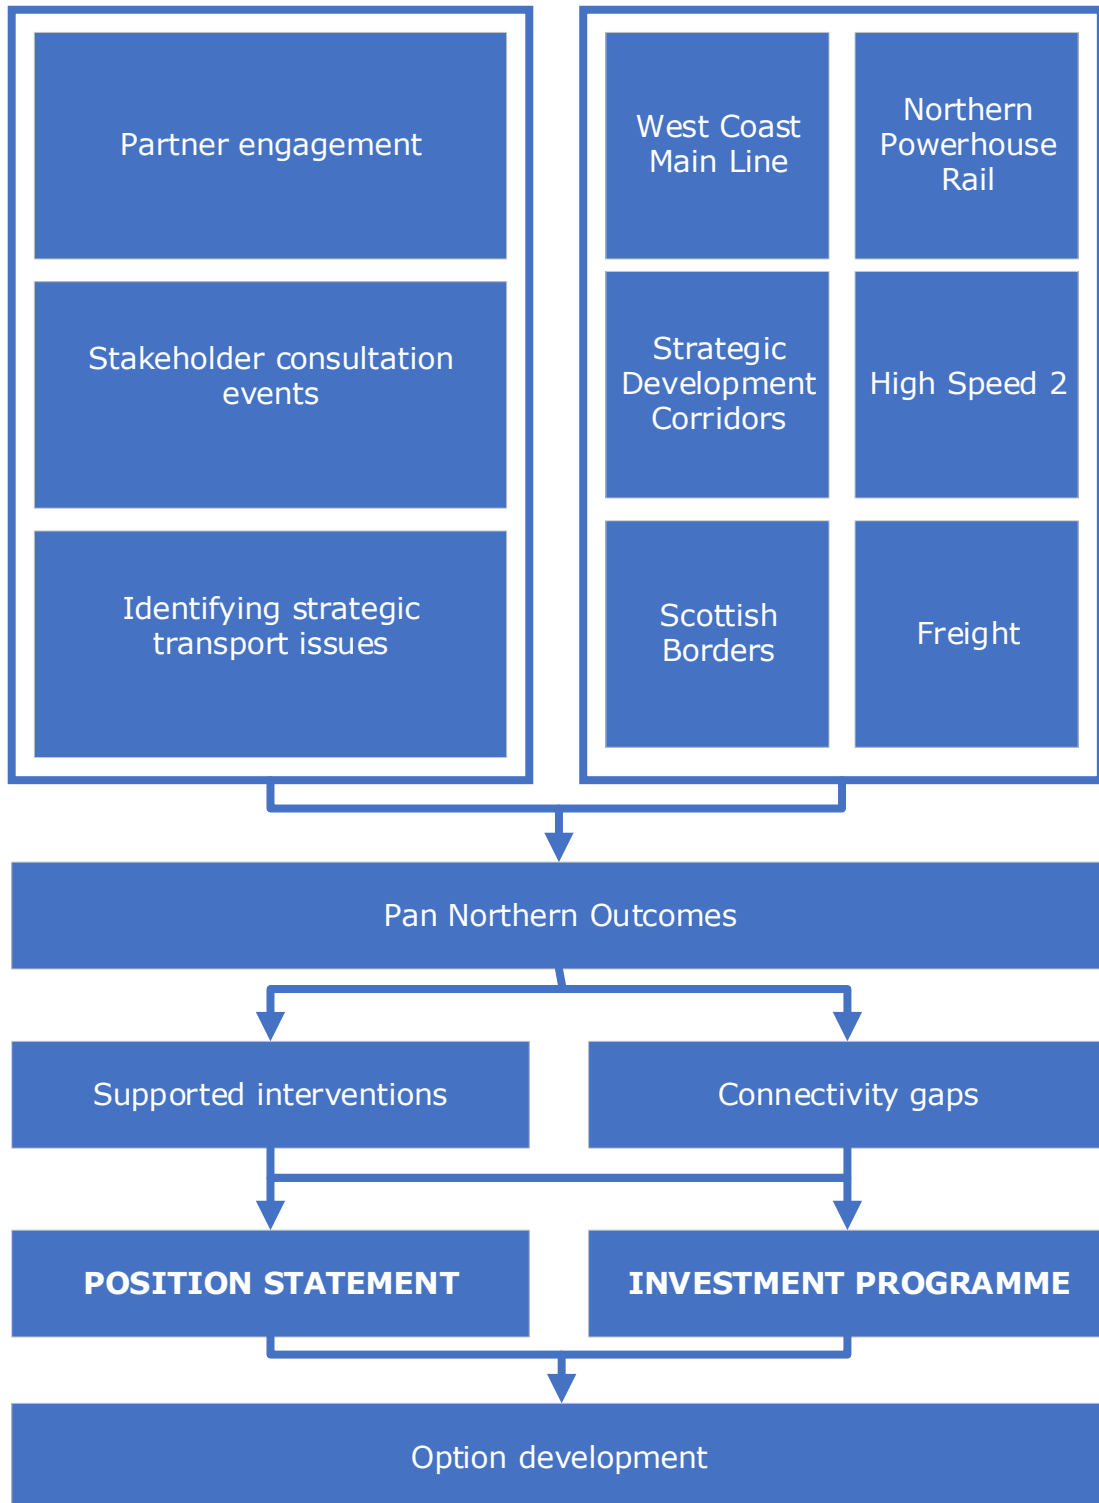 Partner engagement
Stakeholder consultation
events
Identifying strategic
transport issues
West Coast
Main Line
Northern
Powerhouse
Rail
Strategic
Development
Corridors
High Speed 2
Scottish
Borders
Freight
Pan Northern Outcomes
Supported interventions
Connectivity gaps
POSITION STATEMENT
INVESTMENT PROGRAMME
Option development